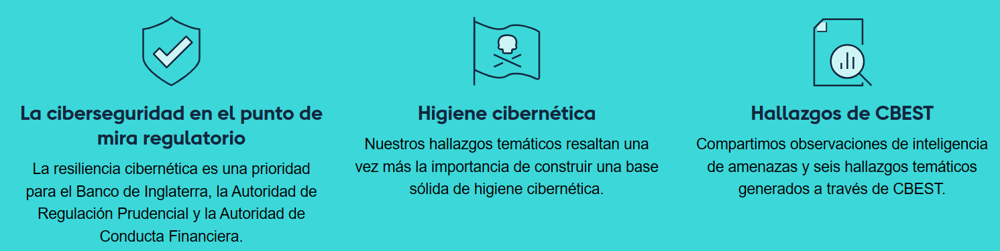 La ciberseguridad en el punto de
mira regulatorio
La resiliencia cibernética es una prioridad
para el Banco de Inglaterra, la Autoridad de
Regulación Prudencial y la Autoridad de
Conducta Financiera.
Higiene cibernética
Nuestros hallazgos temáticos resaltan una
vez más la importancia de construir una base
sólida de higiene cibernética.
Hallazgos de CBEST
Compartimos observaciones de inteligencia
de amenazas y seis hallazgos temáticos
generados a través de CBEST.